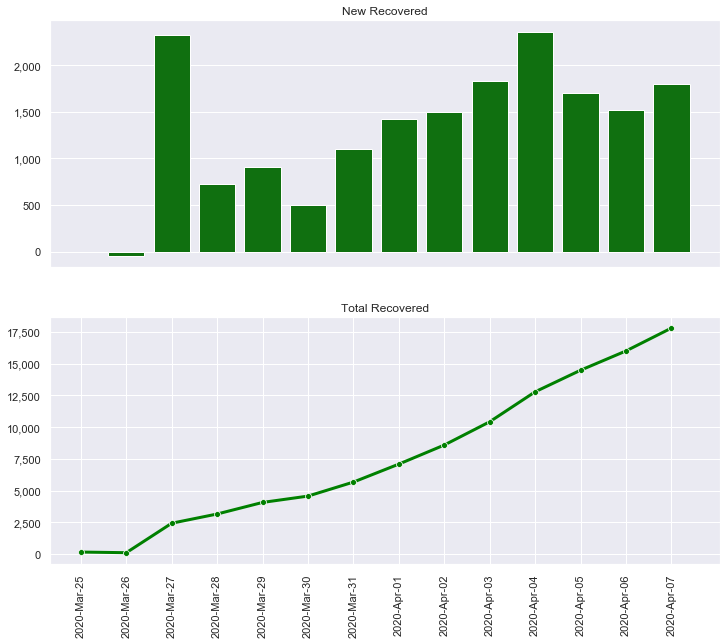 New Recovered
2,000
1,500
1,000
500
0
Total Recovered
17,500
15,000
12,500
10,000
7,500
5,000
2,500
0
2020-Mar-25
2020-Mar-26
2020-Mar-27
2020-Mar-28
2020-Mar-29
2020-Mar-30
2020-Mar-31
2020-Apr-01
2020-Apr-02
2020-Apr-03
2020-Apr-04
2020-Apr-05
2020-Apr-06
2020-Apr-07